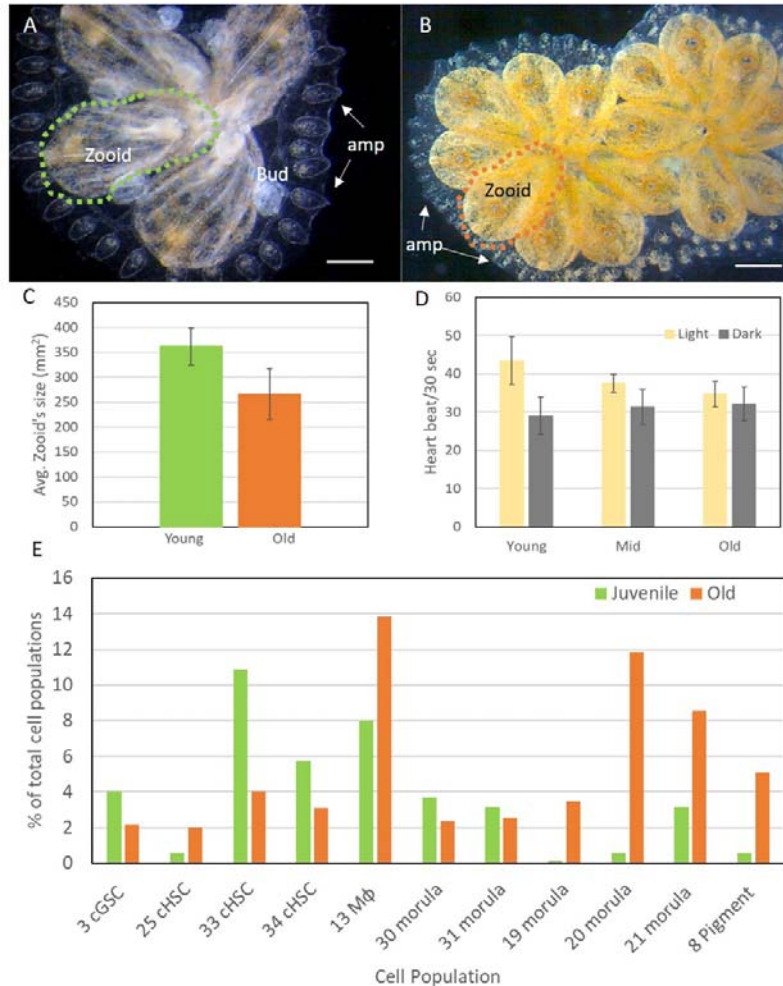 A
Zooid
Bud
amp
B
Zooid
amp
C
Avg. Zooid's size (mm²)
450
400
350
300
250
200
150
100
50
0
Young Old
D
Heart beat/30 sec
60
50
40
30
20
10
0
Light Dark
Young Mid Old
E
% of total cell populations
16
14
12
10
8
6
4
2
0
Juvenile Old
3 cGSC
25 cHSC
33 cHSC
34 cHSC
13 Mϕ
30 morula
31 morula
19 morula
20 morula
21 morula
8 Pigment
Cell Population